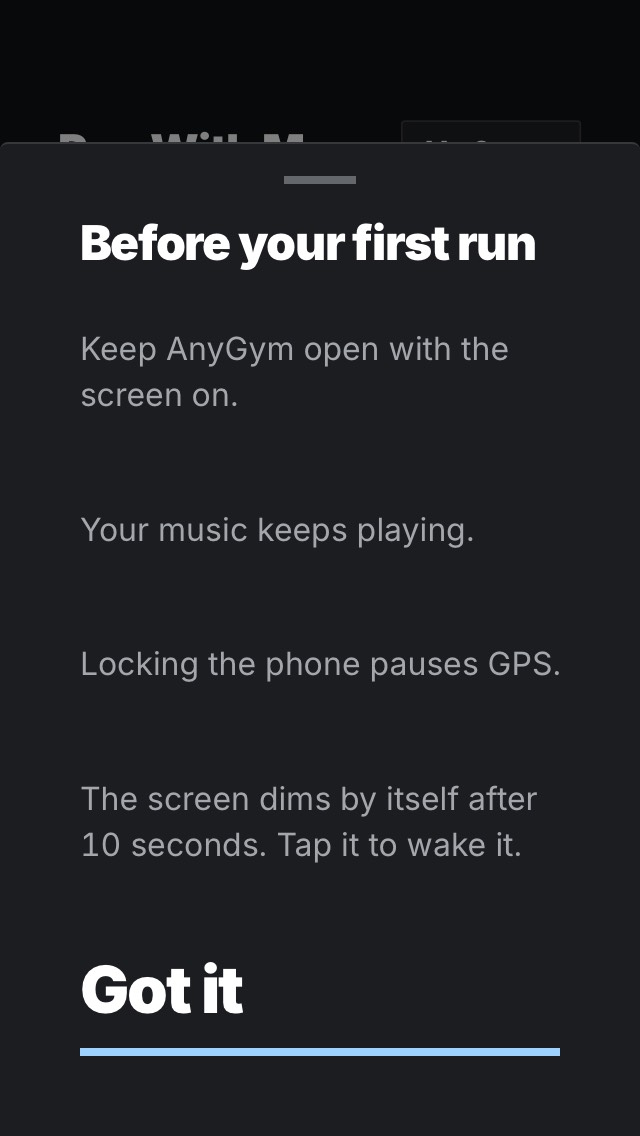 Before your first run
Keep AnyGym open with the
screen on.
Your music keeps playing.
Locking the phone pauses GPS.
The screen dims by itself after
10 seconds. Tap it to wake it.
Got it